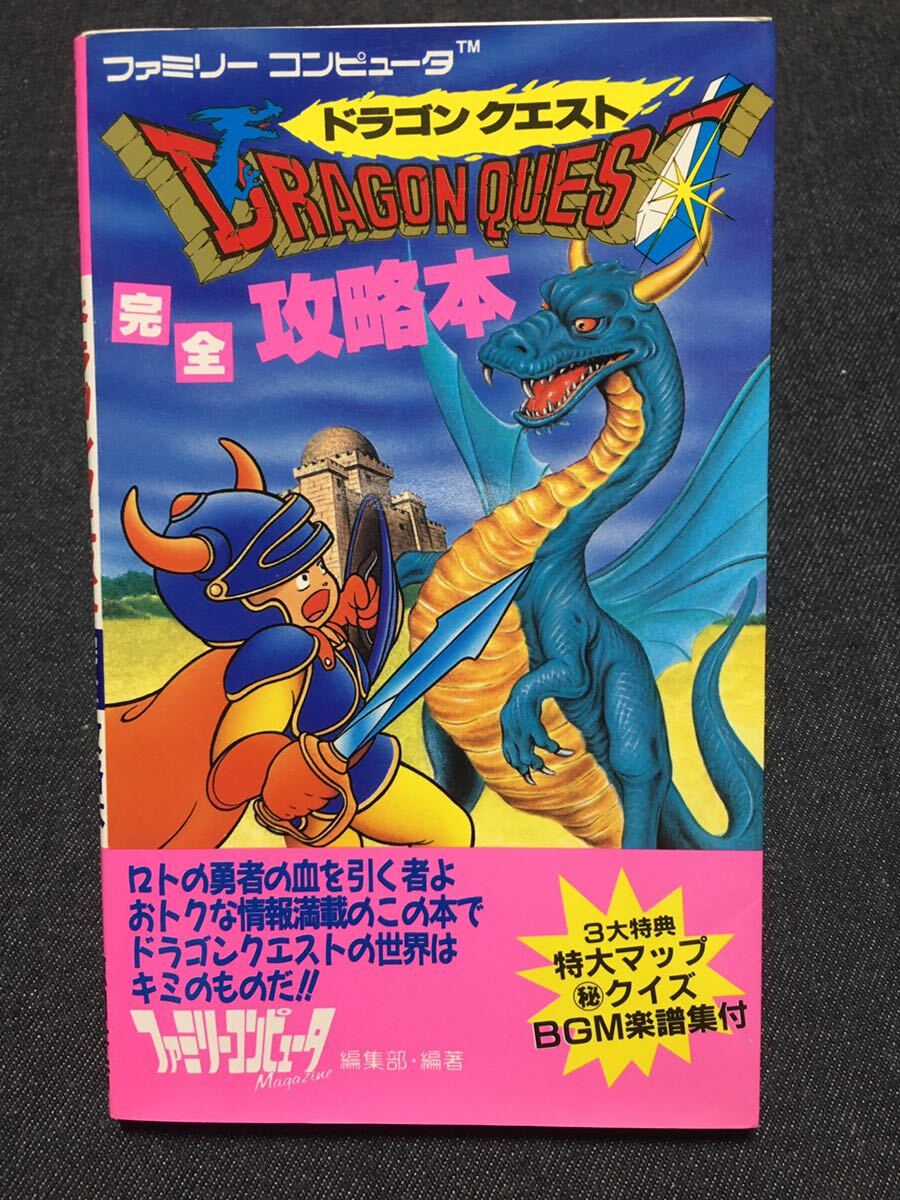 ファミリー コンピュータ™
ドラゴン クエスト
DRAGON QUEST
完全 攻略本
ロトの勇者の血を引く者よ
おトクな情報満載のこの本で
ドラゴンクエストの世界は
キミのものだ!!
ファミリーコンピュータ
Magazine 編集部・編著
3大特典
特大マップ
㊙クイズ
BGM楽譜集付